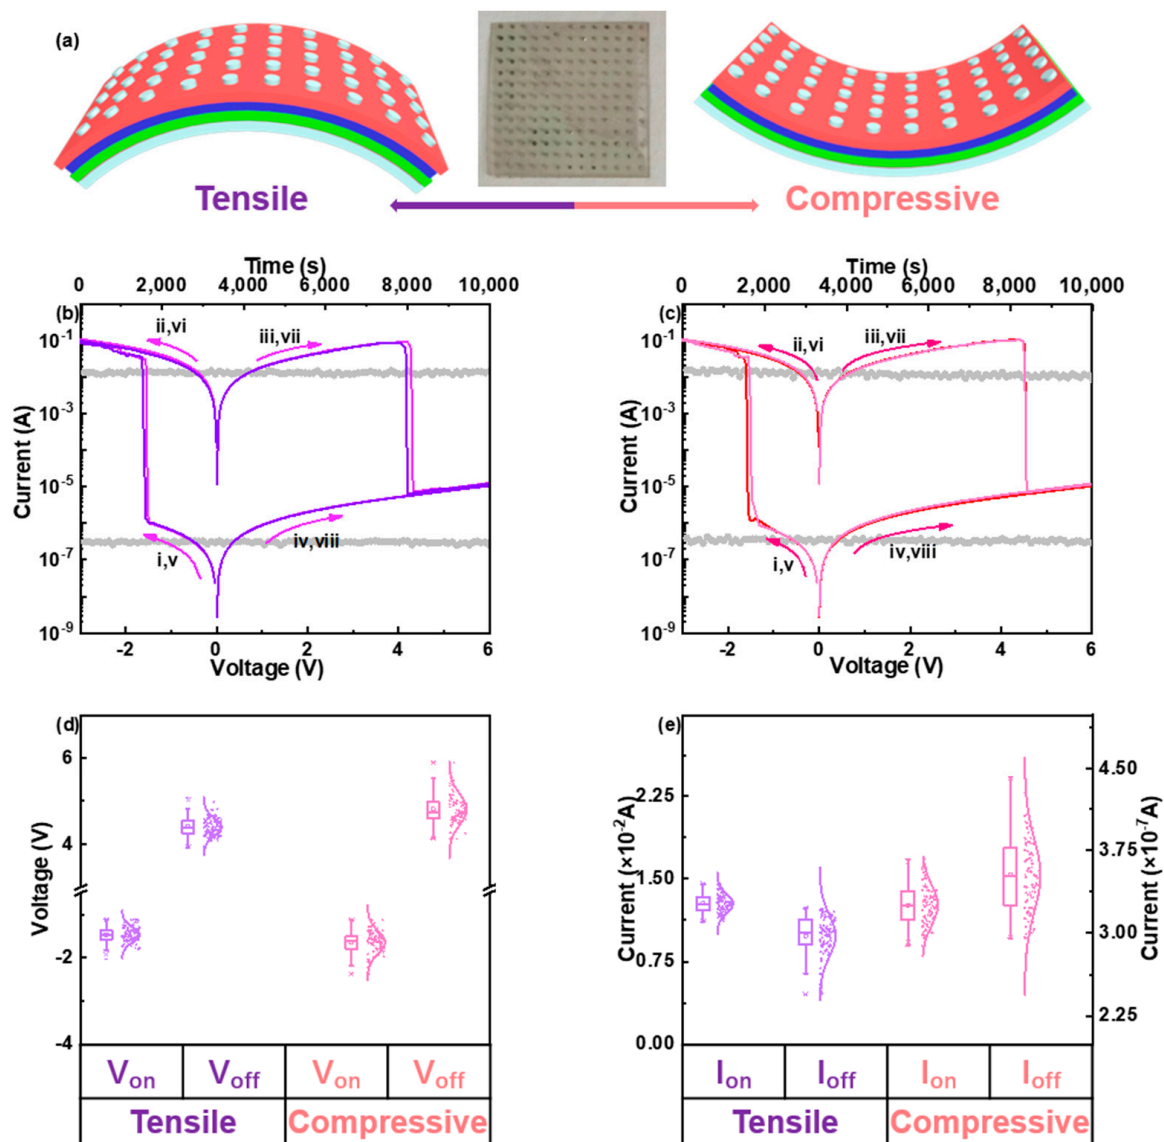 (a)
Tensile
Compressive
Time (s)
0 2,000 4,000 6,000 8,000 10,000
(b)
ii,vi
iii,vii
i,v
iv,viii
10-1
10-3
10-5
10-7
10-9
Current (A)
-2 0 2 4 6
Voltage (V)
Time (s)
0 2,000 4,000 6,000 8,000 10,000
(c)
ii,vi
iii,vii
i,v
iv,viii
10-1
10-3
10-5
10-7
10-9
Current (A)
-2 0 2 4 6
Voltage (V)
(d)
6
4
-2
-4
Voltage (V)
Von Voff Von Voff
Tensile Compressive
(e)
2.25
1.50
0.75
0.00
Current (×10-2A)
4.50
3.75
3.00
2.25
Current (×10-7A)
Ion Ioff Ion Ioff
Tensile Compressive